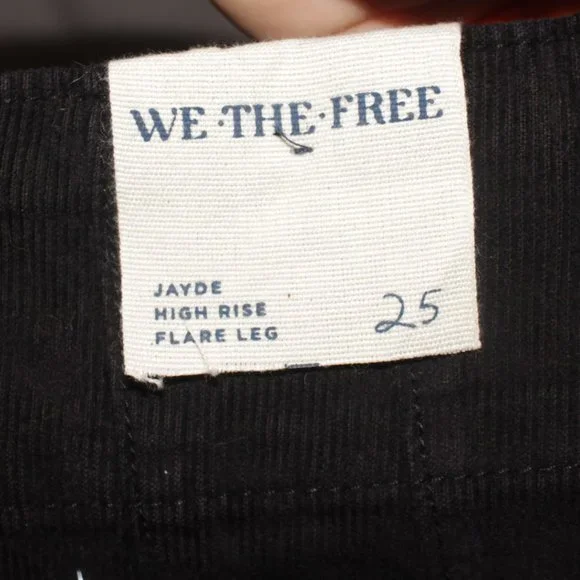 WE·THE·FREE
JAYDE
HIGH RISE
FLARE LEG
25